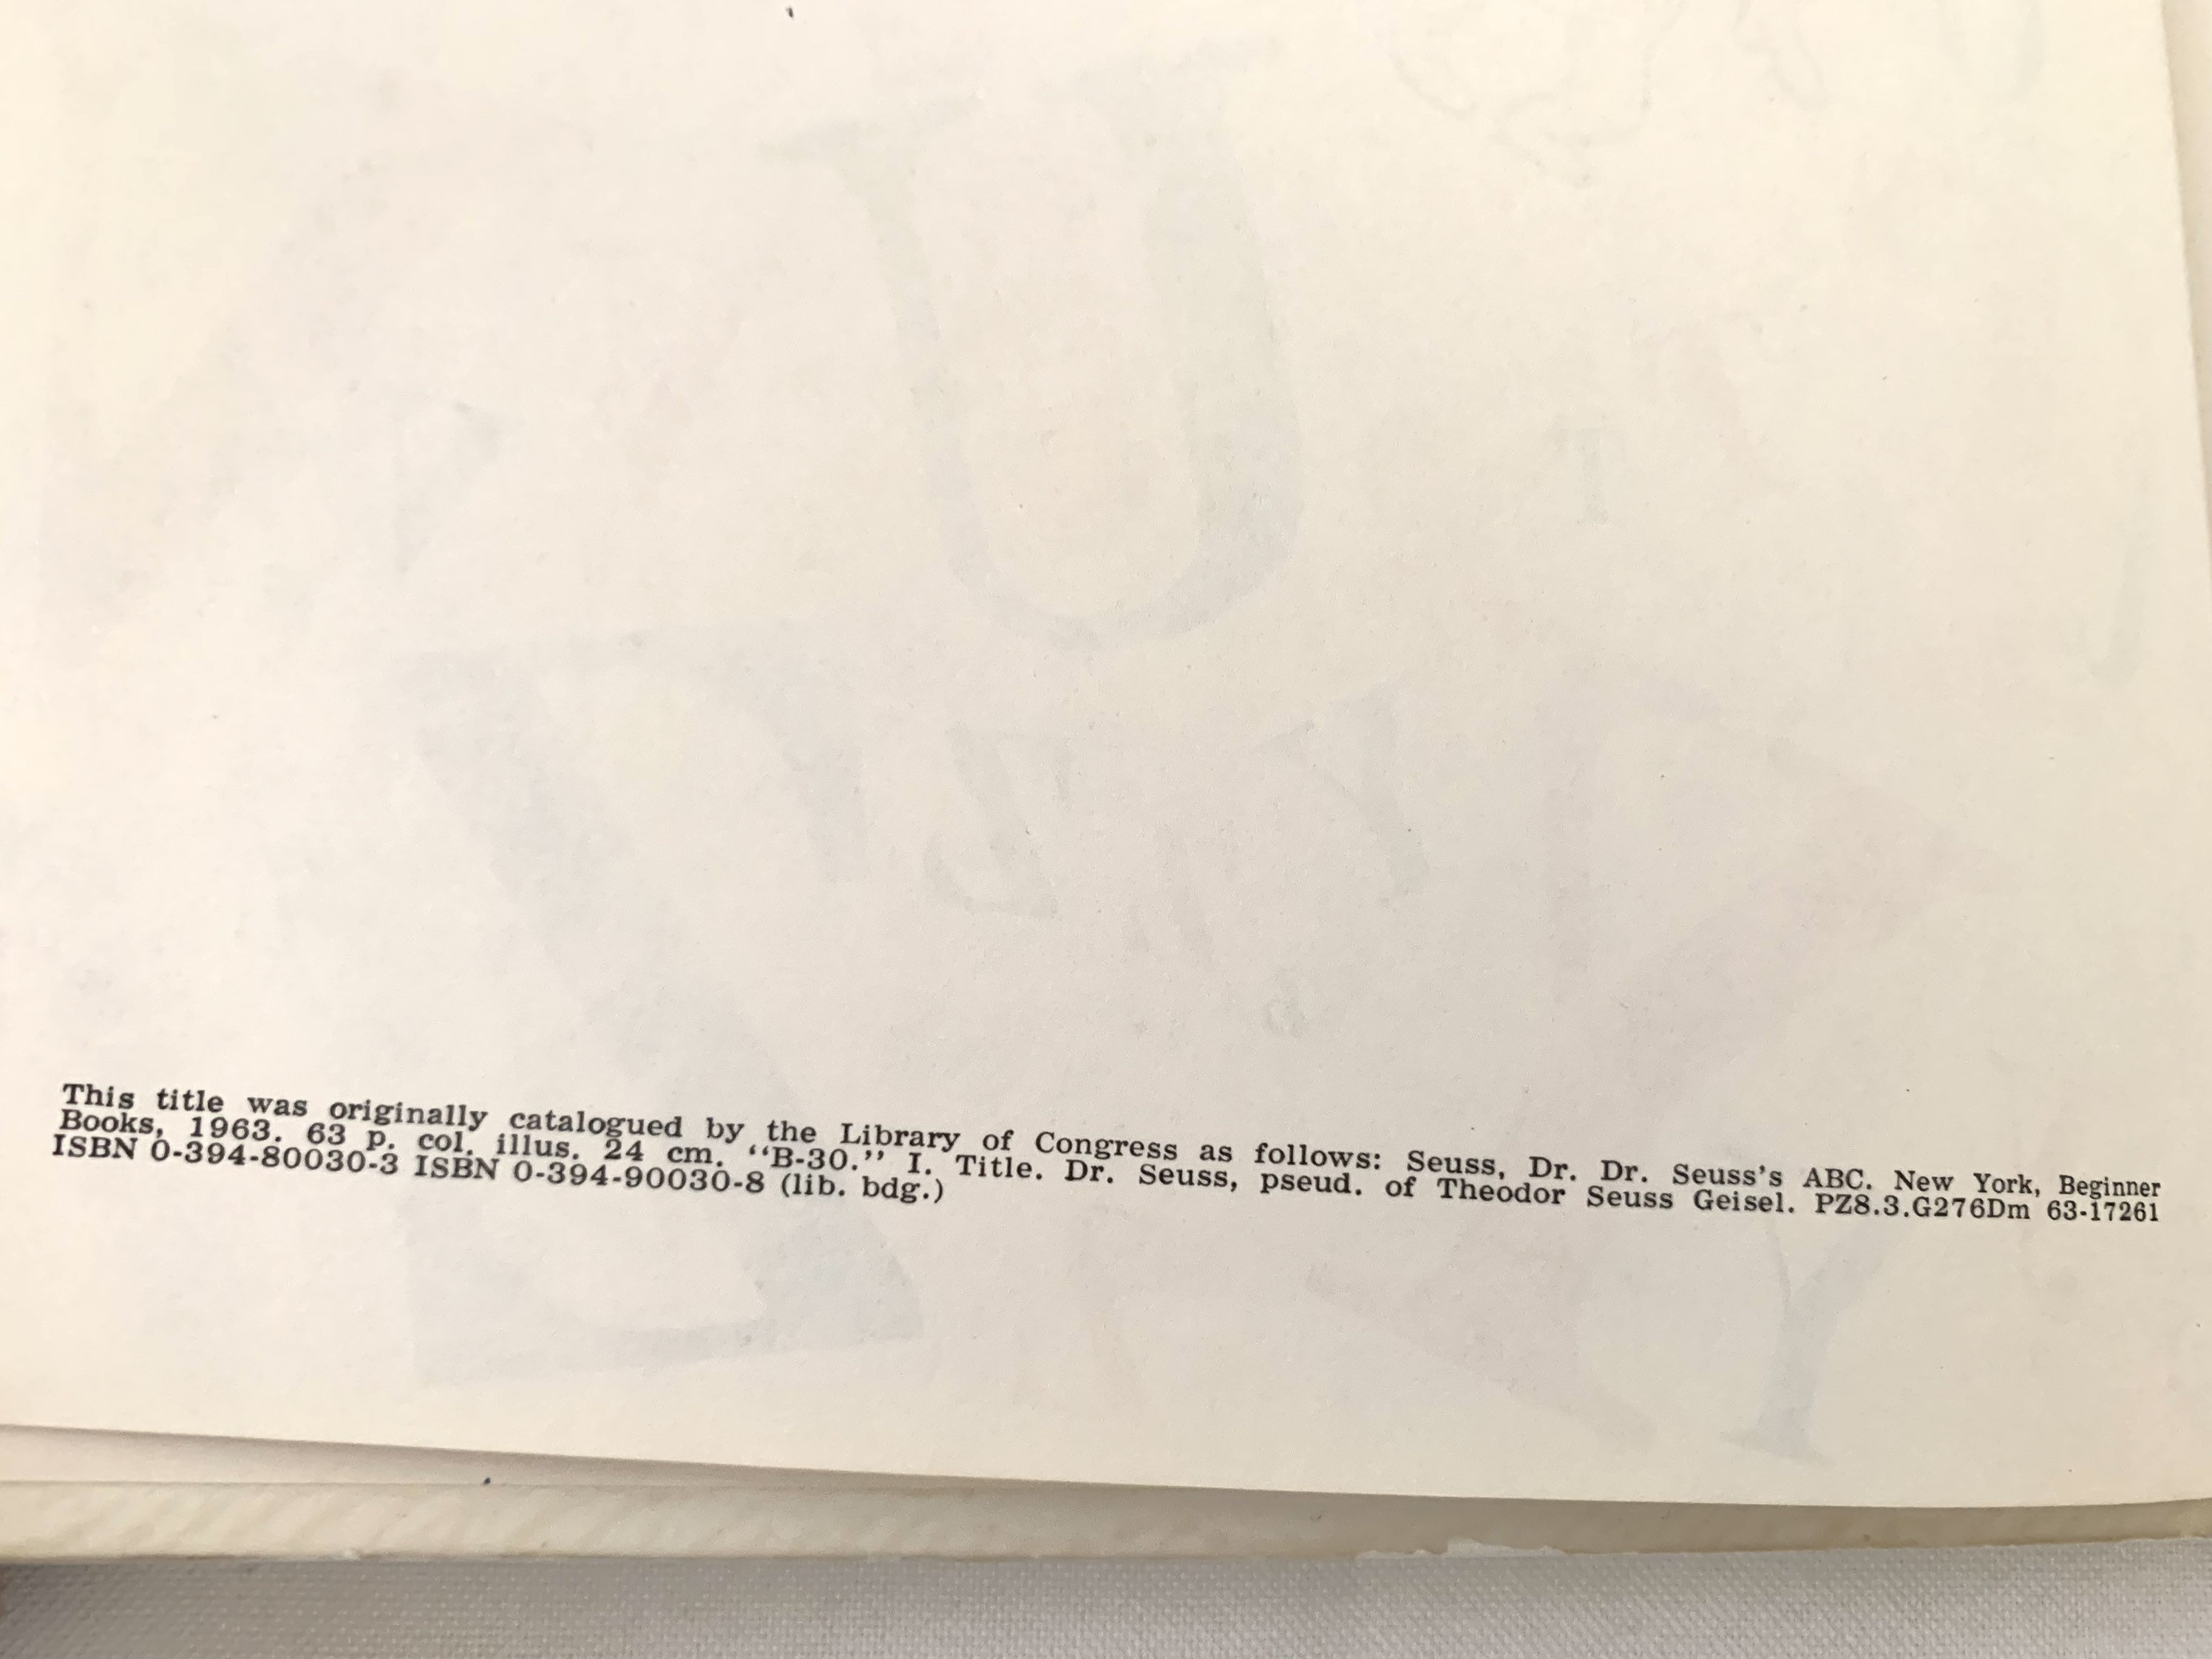 This title was originally catalogued by the Library of Congress as follows: Seuss, Dr. Dr. Seuss's ABC. New York, Beginner
Books, 1963. 63 p. col. illus. 24 cm. “B-30.” I. Title. Dr. Seuss, pseud. of Theodor Seuss Geisel. PZ8.3.G276Dm 63-17261
ISBN 0-394-80030-3 ISBN 0-394-90030-8 (lib. bdg.)